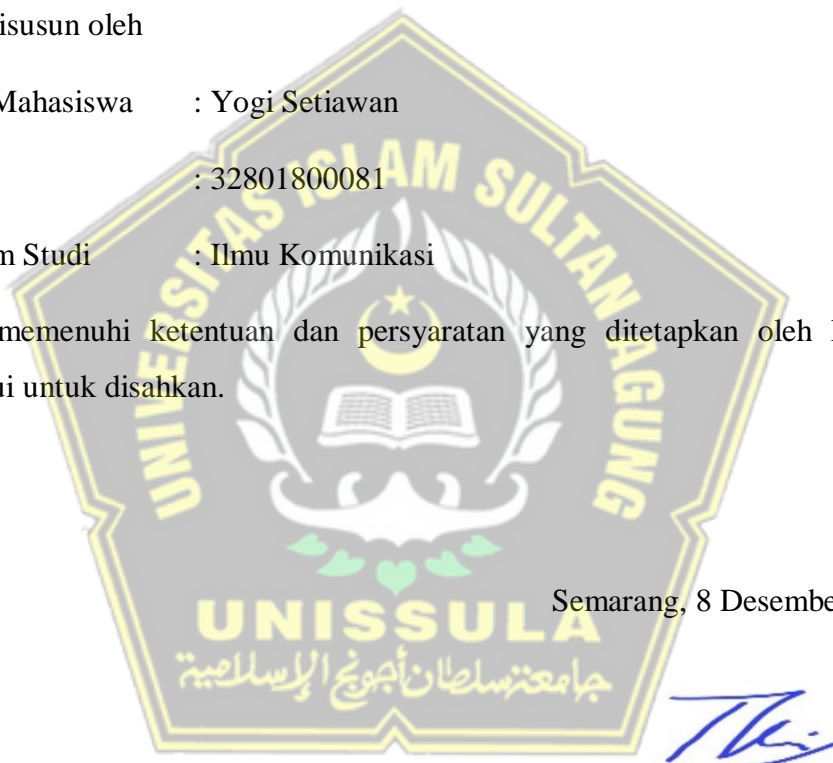 isusun oleh
Mahasiswa : Yogi Setiawan
: 32801800081
m Studi : Ilmu Komunikasi
memenuhi ketentuan dan persyaratan yang ditetapkan oleh
ui untuk disahkan.
UNIVERSITAS ISLAM SULTAN AGUNG
Semarang, 8 Desembe
UNISSULA
جامعة سلطان أجونج الإسلامية